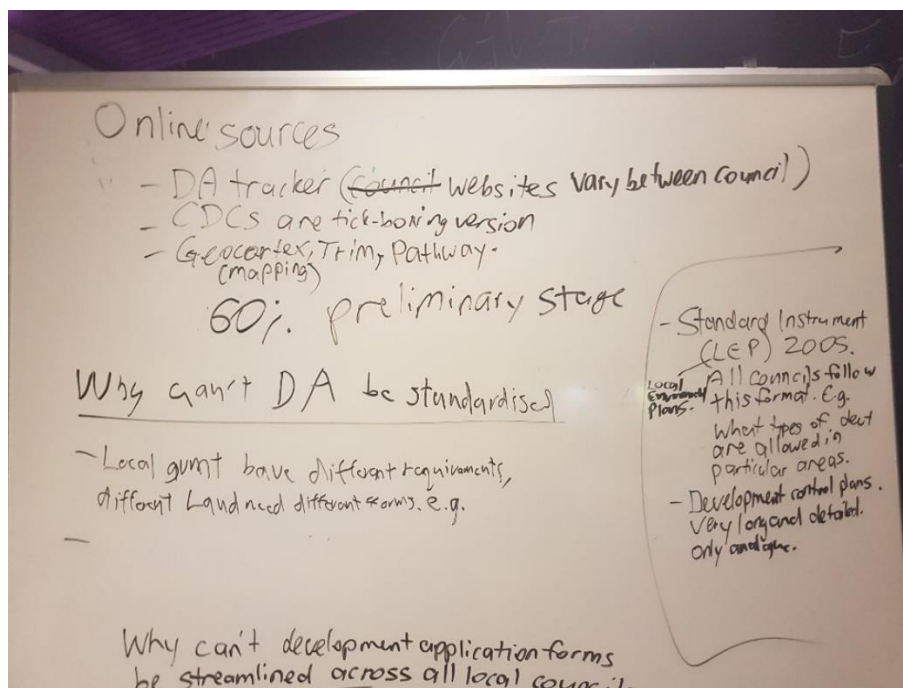 Online sources
- DA tracker (council websites vary between council)
- CDCs are tick-boxing version
- Geocortex, Trim, Pathway.
(mapping)
60%. preliminary stage
Why can't DA be standardised
- Local gvmt have different requirements,
different Land need different forms. e.g.
-
Why can't development application forms
be streamlined across all local council
- Standard Instrument
(LEP) 2005.
Local
Plans.
All councils follow
this format. E.g.
What types of
are allowed in
particular areas.
- Development control plans.
Very long and detailed.
only analogue.